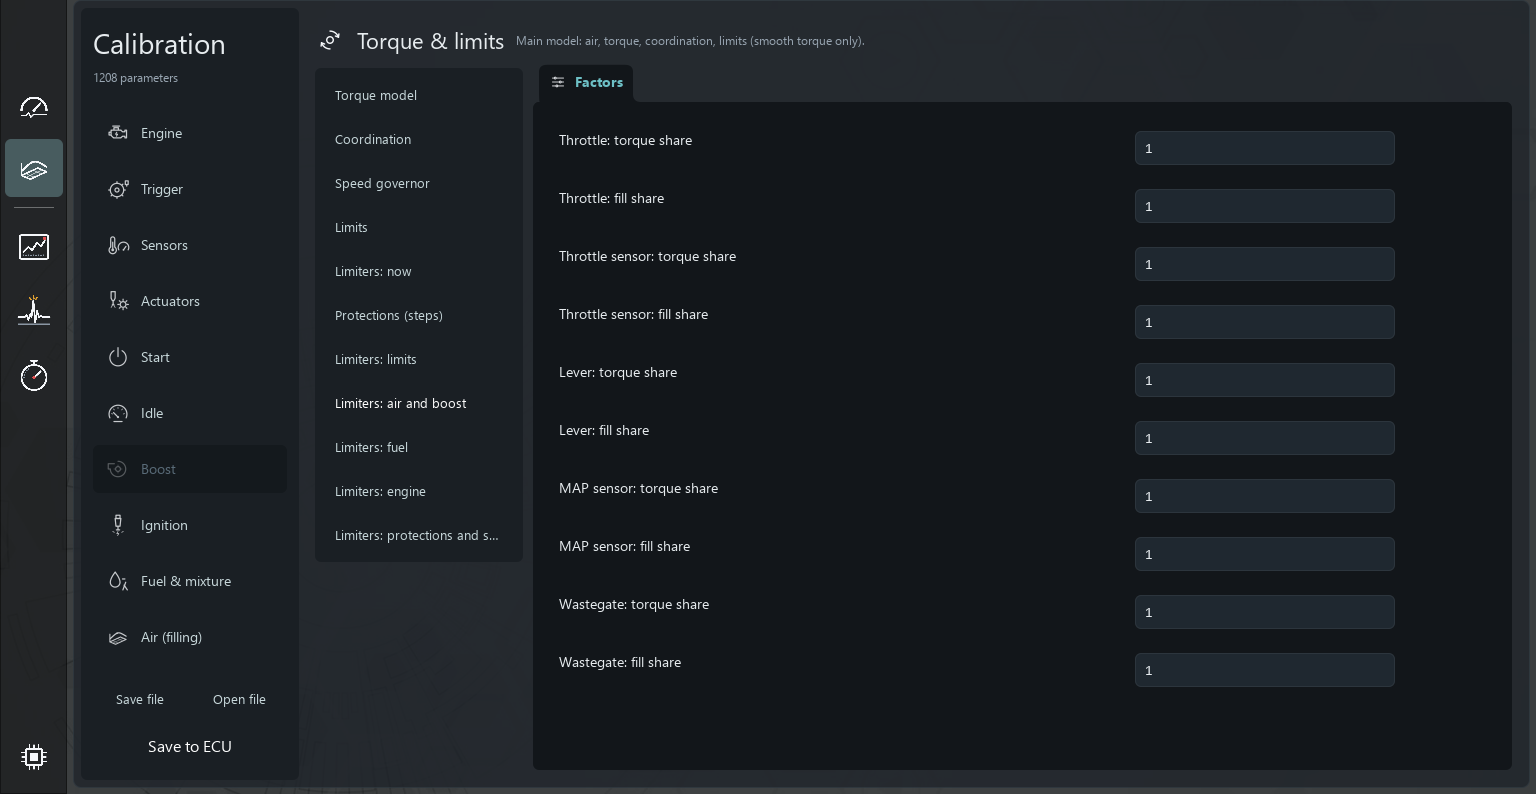 Calibration
1208 parameters
Engine
Trigger
Sensors
Actuators
Start
Idle
Boost
Ignition
Fuel & mixture
Air (filling)
Save file
Open file
Save to ECU
Torque & limits
Main model: air, torque, coordination, limits (smooth torque only).
Torque model
Coordination
Speed governor
Limits
Limiters: now
Protections (steps)
Limiters: limits
Limiters: air and boost
Limiters: fuel
Limiters: engine
Limiters: protections and s...
Factors
Throttle: torque share 1
Throttle: fill share 1
Throttle sensor: torque share 1
Throttle sensor: fill share 1
Lever: torque share 1
Lever: fill share 1
MAP sensor: torque share 1
MAP sensor: fill share 1
Wastegate: torque share 1
Wastegate: fill share 1